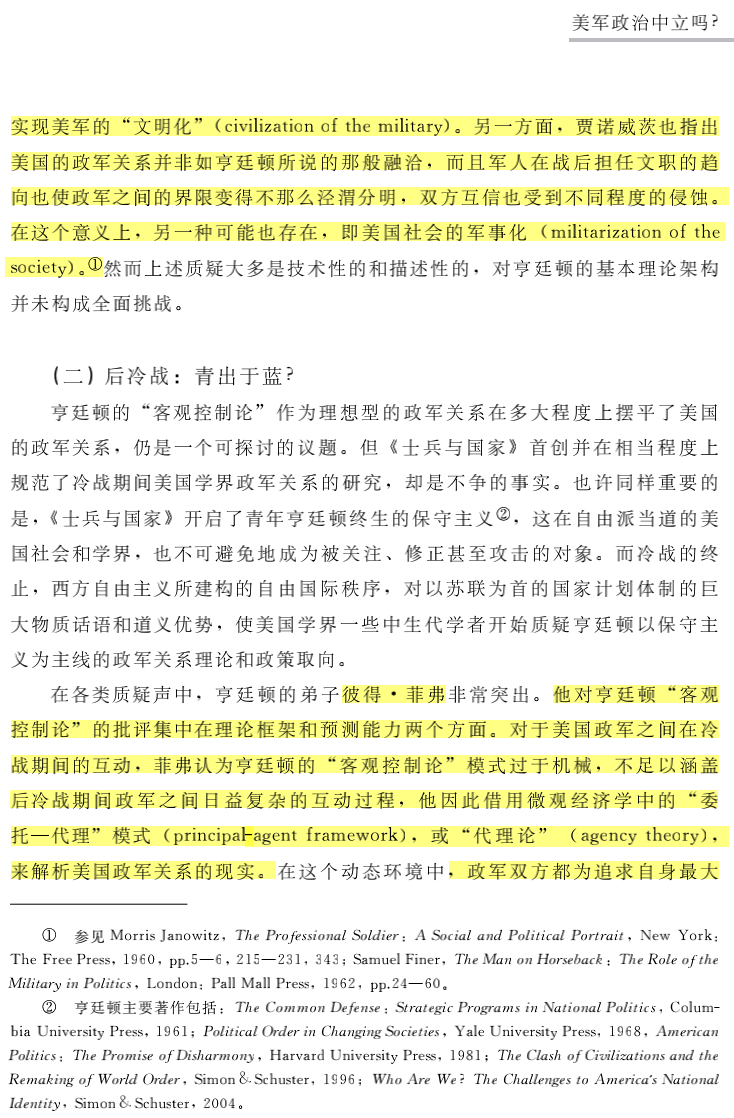 美军政治中立吗?
实现美军的“文明化”(civilization of the military)。另一方面，贾诺威茨也指出
美国的政军关系并非如亨廷顿所说的那般融洽，而且军人在战后担任文职的趋
向也使政军之间的界限变得不那么泾渭分明，双方互信也受到不同程度的侵蚀。
在这个意义上，另一种可能也存在，即美国社会的军事化 (militarization of the
society)。①然而上述质疑大多是技术性的和描述性的，对亨廷顿的基本理论架构
并未构成全面挑战。
(二) 后冷战：青出于蓝?
亨廷顿的“客观控制论”作为理想型的政军关系在多大程度上摆平了美国
的政军关系，仍是一个可探讨的议题。但《士兵与国家》首创并在相当程度上
规范了冷战期间美国学界政军关系的研究，却是不争的事实。也许同样重要的
是，《士兵与国家》开启了青年亨廷顿终生的保守主义②，这在自由派当道的美
国社会和学界，也不可避免地成为被关注、修正甚至攻击的对象。而冷战的终
止，西方自由主义所建构的自由国际秩序，对以苏联为首的国家计划体制的巨
大物质话语和道义优势，使美国学界一些中生代学者开始质疑亨廷顿以保守主
义为主线的政军关系理论和政策取向。
在各类质疑声中，亨廷顿的弟子彼得·菲弗非常突出。他对亨廷顿“客观
控制论”的批评集中在理论框架和预测能力两个方面。对于美国政军之间在冷
战期间的互动，菲弗认为亨廷顿的“客观控制论”模式过于机械，不足以涵盖
后冷战期间政军之间日益复杂的互动过程，他因此借用微观经济学中的“委
托—代理”模式 (principal-agent framework)，或“代理论” (agency theory)，
来解析美国政军关系的现实。在这个动态环境中，政军双方都为追求自身最大
① 参见 Morris Janowitz, The Professional Soldier: A Social and Political Portrait, New York:
The Free Press, 1960, pp.5—6, 215—231, 343; Samuel Finer, The Man on Horseback: The Role of the
Military in Politics, London: Pall Mall Press, 1962, pp.24—60。
② 亨廷顿主要著作包括：The Common Defense: Strategic Programs in National Politics, Colum-
bia University Press, 1961; Political Order in Changing Societies, Yale University Press, 1968, American
Politics: The Promise of Disharmony, Harvard University Press, 1981; The Clash of Civilizations and the
Remaking of World Order, Simon & Schuster, 1996; Who Are We? The Challenges to America's National
Identity, Simon & Schuster, 2004。